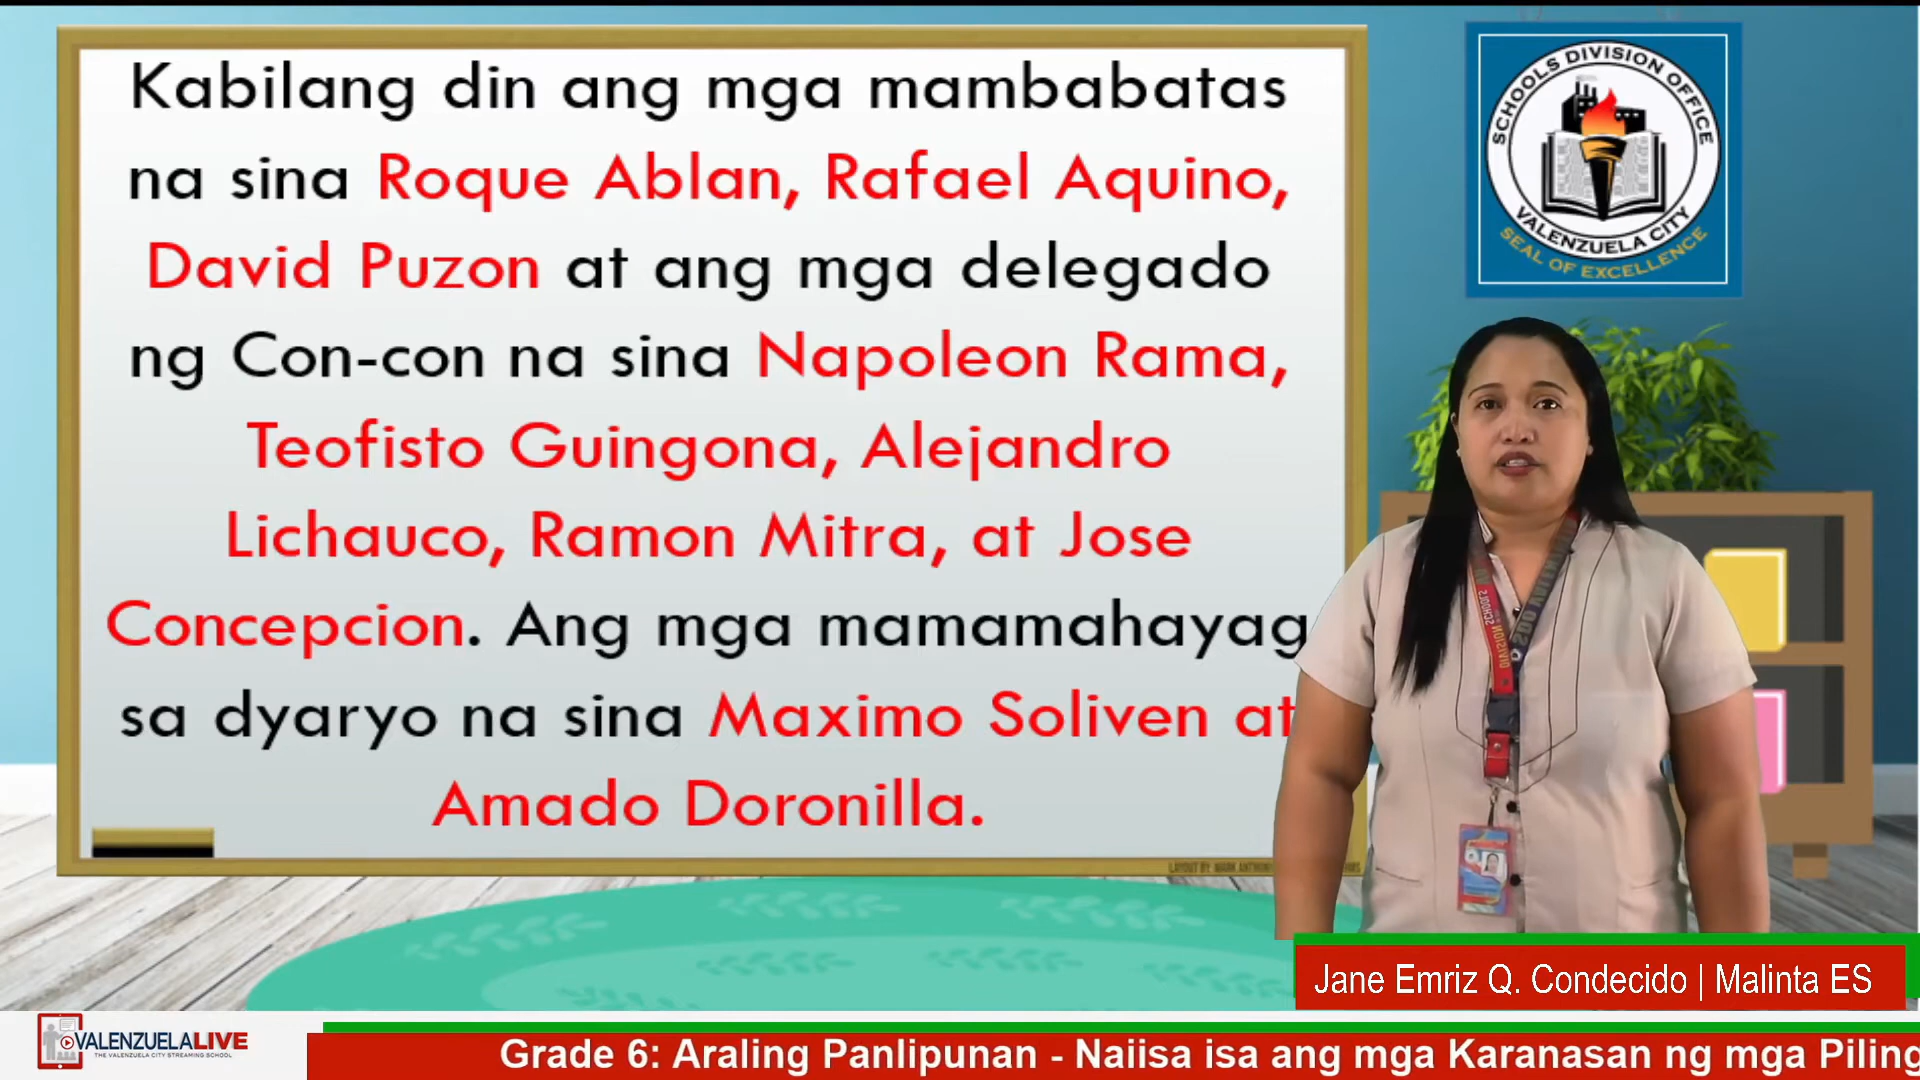 Kabilang din ang mga mambabatas
na sina Roque Ablan, Rafael Aquino,
David Puzon at ang mga delegado
ng Con-con na sina Napoleon Rama,
Teofisto Guingona, Alejandro
Lichauco, Ramon Mitra, at Jose
Concepcion. Ang mga mamamahayag
sa dyaryo na sina Maximo Soliven at
Amado Doronilla.
LAYOUT BY: MARK
SCHOOLS DIVISION OFFICE
VALENZUELA CITY
SEAL OF EXCELLENCE
Jane Emriz Q. Condecido | Malinta ES
VALENZUELALIVE
THE VALENZUELA CITY STREAMING SCHOOL
Grade 6: Araling Panlipunan - Naiisa isa ang mga Karanasan ng mga Piling